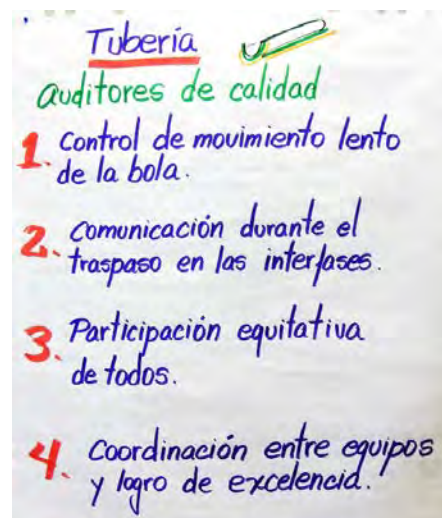 Tubería
auditores de calidad
1. Control de movimiento lento
de la bola.
2. Comunicación durante el
traspaso en las interfases.
3. Participación equitativa
de todos.
4. Coordinación entre equipos
y logro de excelencia.